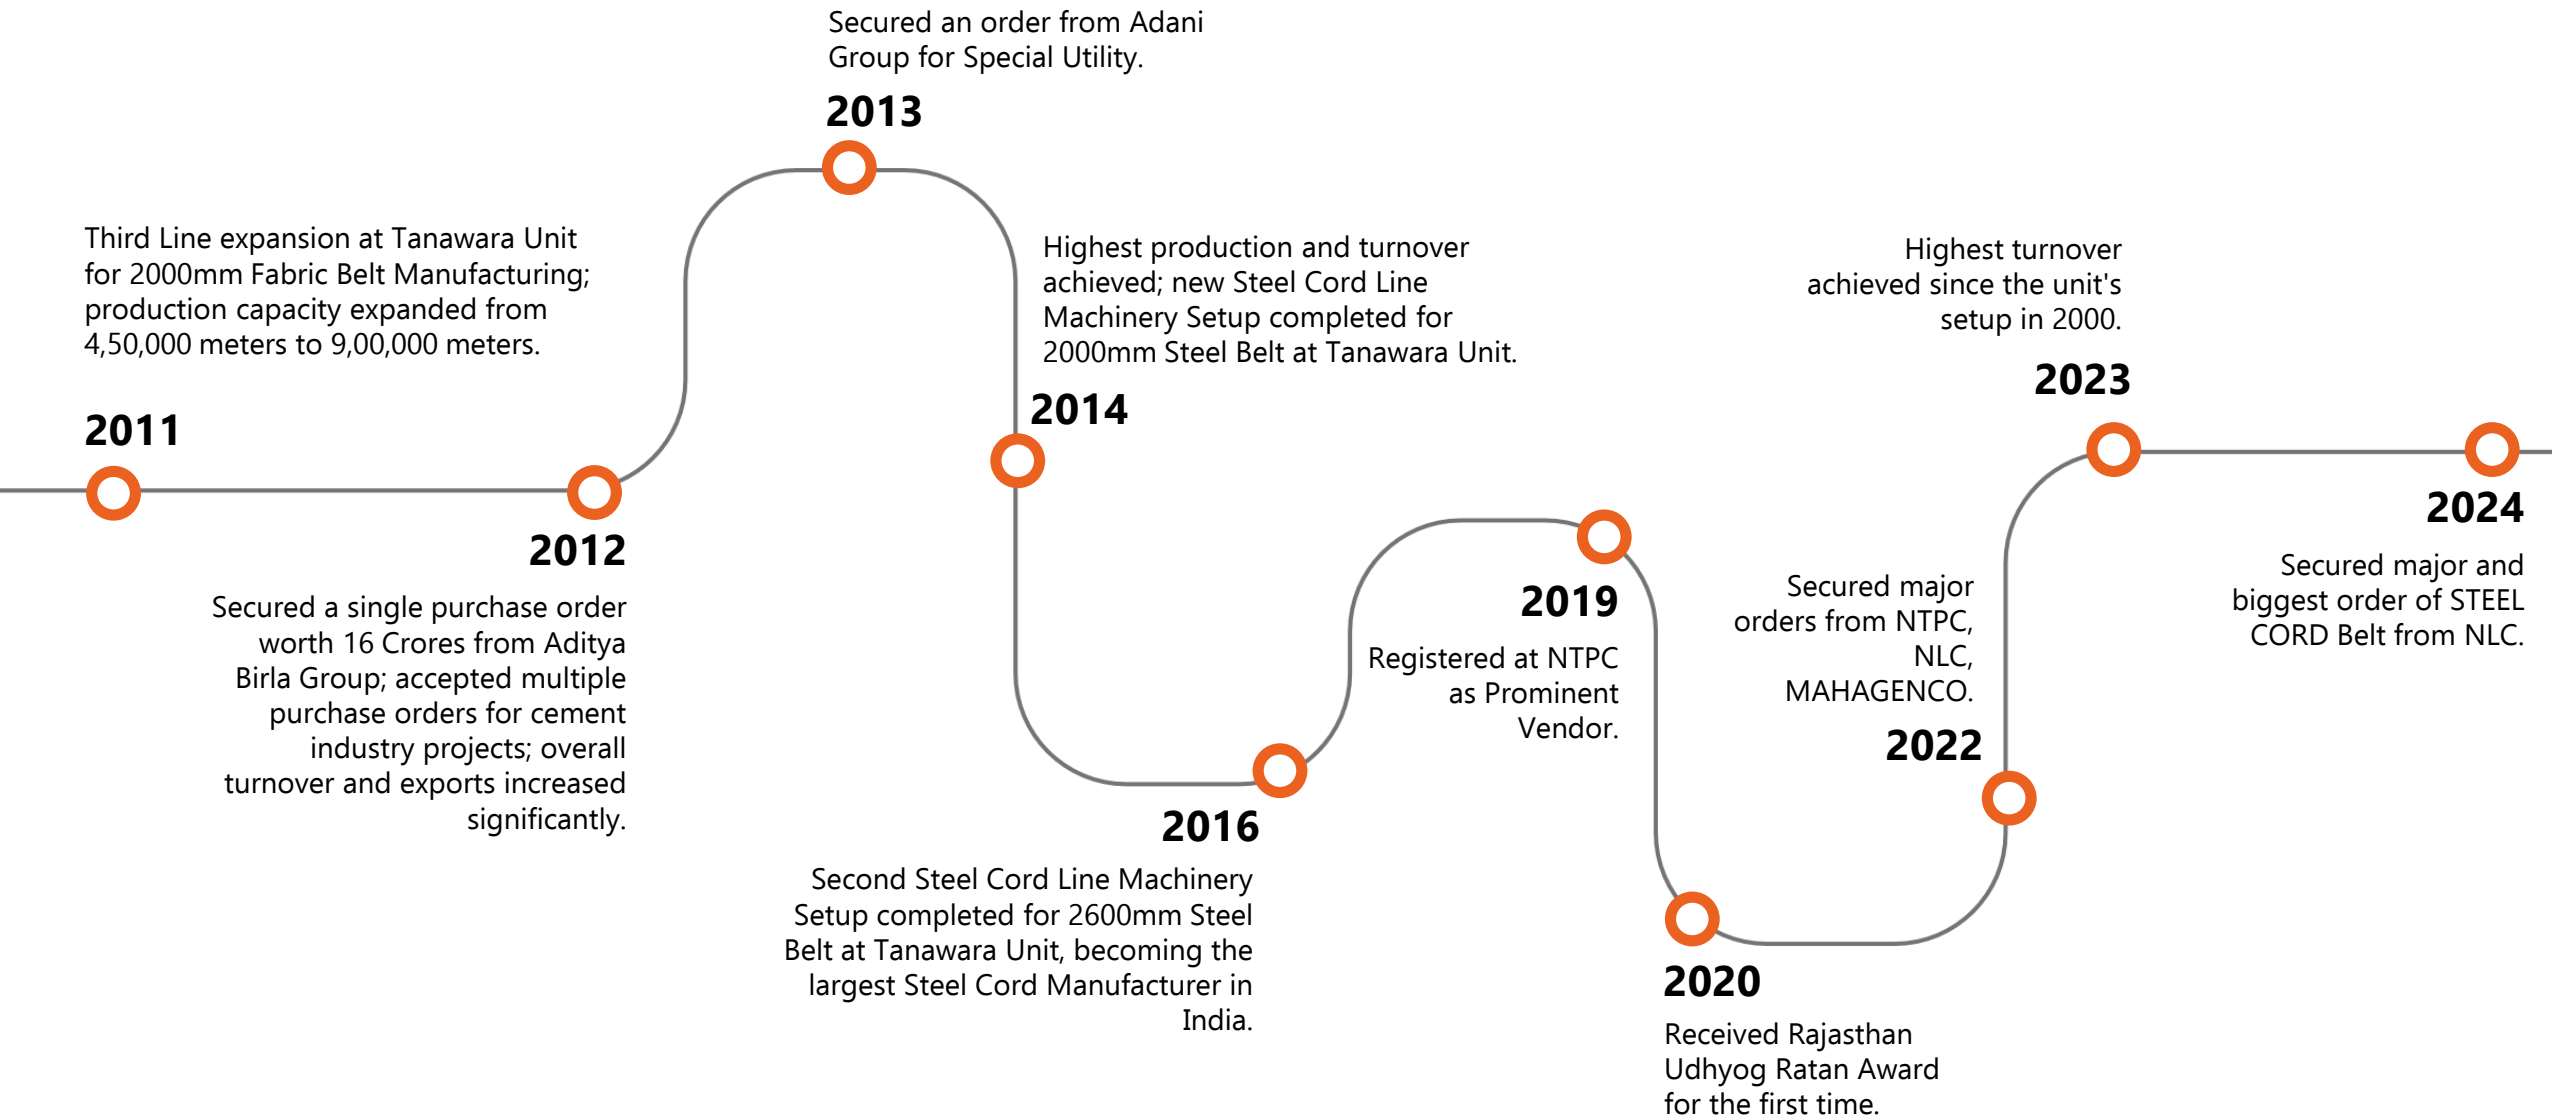 Third Line expansion at Tanawara Unit
for 2000mm Fabric Belt Manufacturing;
production capacity expanded from
4,50,000 meters to 9,00,000 meters.
2011
2012
Secured a single purchase order
worth 16 Crores from Aditya
Birla Group; accepted multiple
purchase orders for cement
industry projects; overall
turnover and exports increased
significantly.
Secured an order from Adani
Group for Special Utility.
2013
Highest production and turnover
achieved; new Steel Cord Line
Machinery Setup completed for
2000mm Steel Belt at Tanawara Unit.
2014
2016
Second Steel Cord Line Machinery
Setup completed for 2600mm Steel
Belt at Tanawara Unit, becoming the
largest Steel Cord Manufacturer in
India.
2019
Registered at NTPC
as Prominent
Vendor.
2020
Received Rajasthan
Udhyog Ratan Award
for the first time.
Secured major
orders from NTPC,
NLC,
MAHAGENCO.
2022
Highest turnover
achieved since the unit's
setup in 2000.
2023
2024
Secured major and
biggest order of STEEL
CORD Belt from NLC.